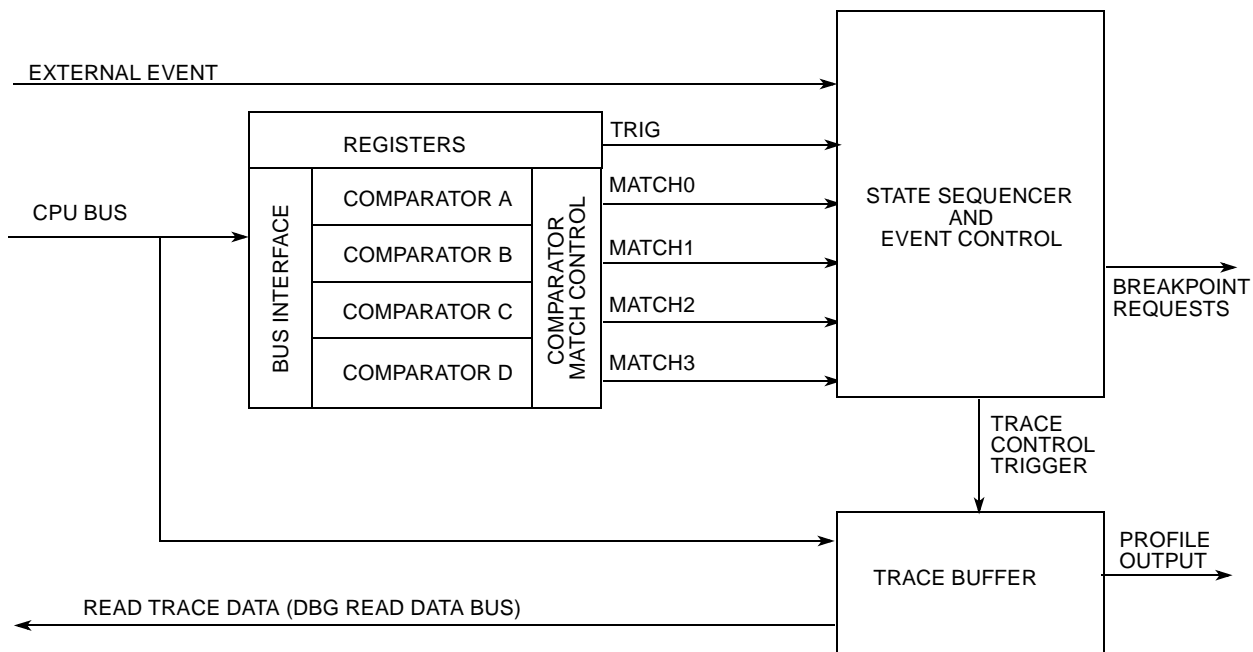 EXTERNAL EVENT
REGISTERS
TRIG
CPU BUS
BUS INTERFACE
COMPARATOR A
COMPARATOR B
COMPARATOR C
COMPARATOR D
COMPARATOR
MATCH CONTROL
MATCH0
MATCH1
MATCH2
MATCH3
STATE SEQUENCER
AND
EVENT CONTROL
BREAKPOINT
REQUESTS
TRACE
CONTROL
TRIGGER
TRACE BUFFER
PROFILE
OUTPUT
READ TRACE DATA (DBG READ DATA BUS)